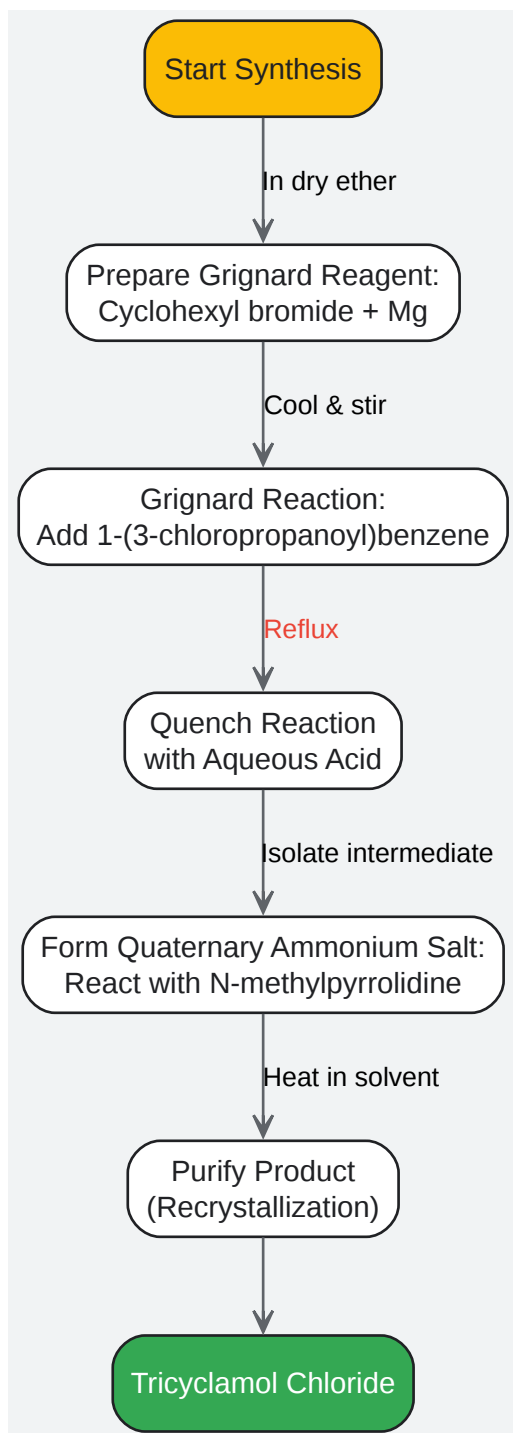 Start Synthesis
In dry ether
Prepare Grignard Reagent:
Cyclohexyl bromide + Mg
Cool & stir
Grignard Reaction:
Add 1-(3-chloropropanoyl)benzene
Reflux
Quench Reaction
with Aqueous Acid
Isolate intermediate
Form Quaternary Ammonium Salt:
React with N-methylpyrrolidine
Heat in solvent
Purify Product
(Recrystallization)
Tricyclamol Chloride